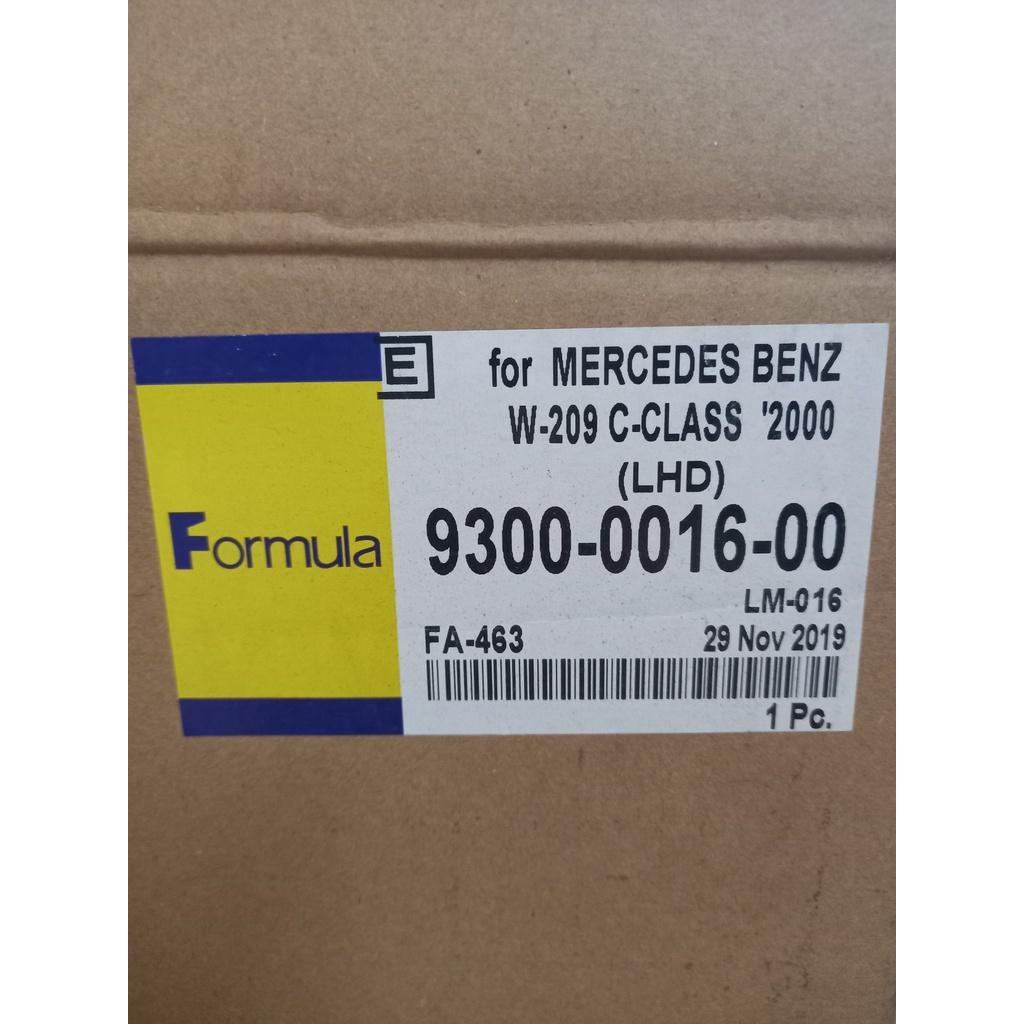 E for MERCEDES BENZ
W-209 C-CLASS '2000
(LHD)
Formula
9300-0016-00
LM-016
FA-463 29 Nov 2019
1 Pc.